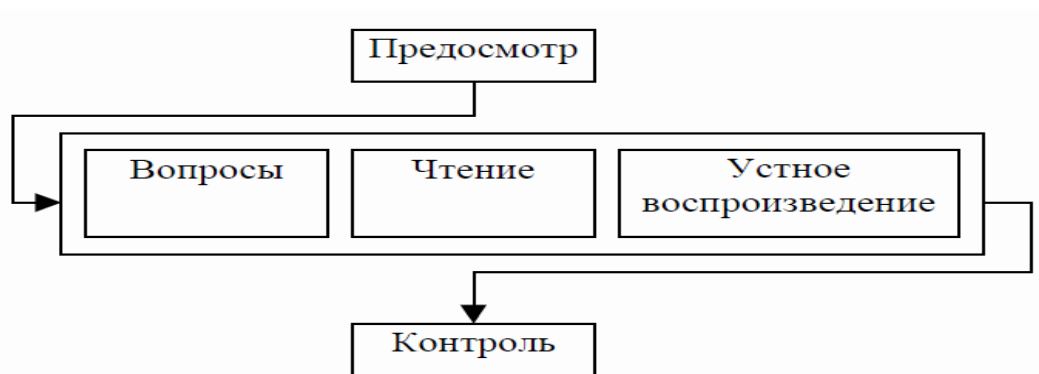 Предосмотр
Вопросы
Чтение
Устное
воспроизведение
Контроль